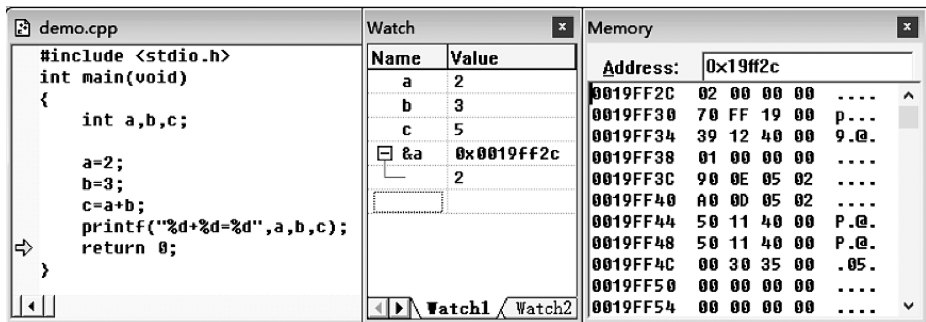 demo.cpp
#include <stdio.h>
int main(void)
{
int a,b,c;
a=2;
b=3;
c=a+b;
printf("%d+%d=%d",a,b,c);
return 0;
}
Watch
Name Value
a 2
b 3
c 5
&a 0x0019ff2c
2
Watch1 Watch2
Memory
Address: 0x19ff2c
0019FF2C 02 00 00 00 ....
0019FF30 70 FF 19 00 p...
0019FF34 39 12 40 00 9.@.
0019FF38 01 00 00 00 ....
0019FF3C 90 0E 05 02 ....
0019FF40 A0 0D 05 02 ....
0019FF44 50 11 40 00 P.@.
0019FF48 50 11 40 00 P.@.
0019FF4C 00 30 35 00 .05.
0019FF50 00 00 00 00 ....
0019FF54 00 00 00 00 ....